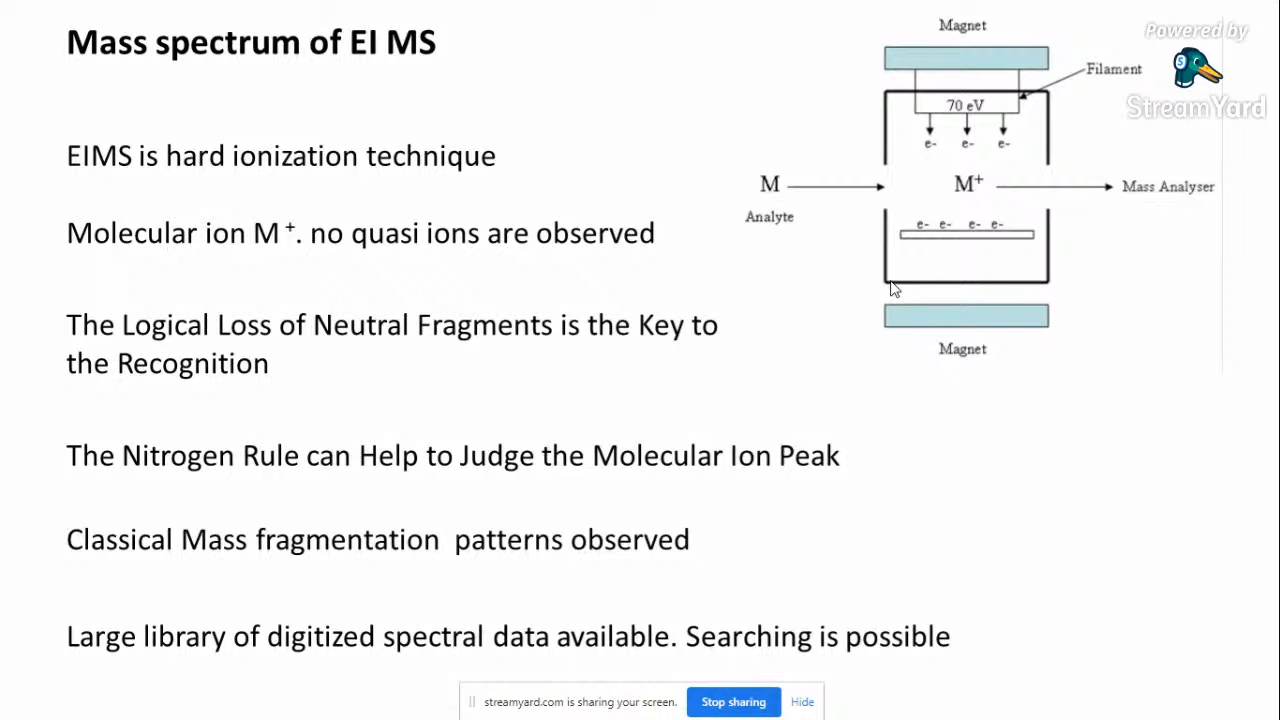 Mass spectrum of EI MS
EIMS is hard ionization technique
Molecular ion M +. no quasi ions are observed
The Logical Loss of Neutral Fragments is the Key to
the Recognition
The Nitrogen Rule can Help to Judge the Molecular Ion Peak
Classical Mass fragmentation patterns observed
Large library of digitized spectral data available. Searching is possible
Magnet
Filament
70 eV
e- e- e-
M
M+
Mass Analyser
Analyte
e- e- e- e-
Magnet
Powered by
S
StreamYard
streamyard.com is sharing your screen.
Stop sharing
Hide